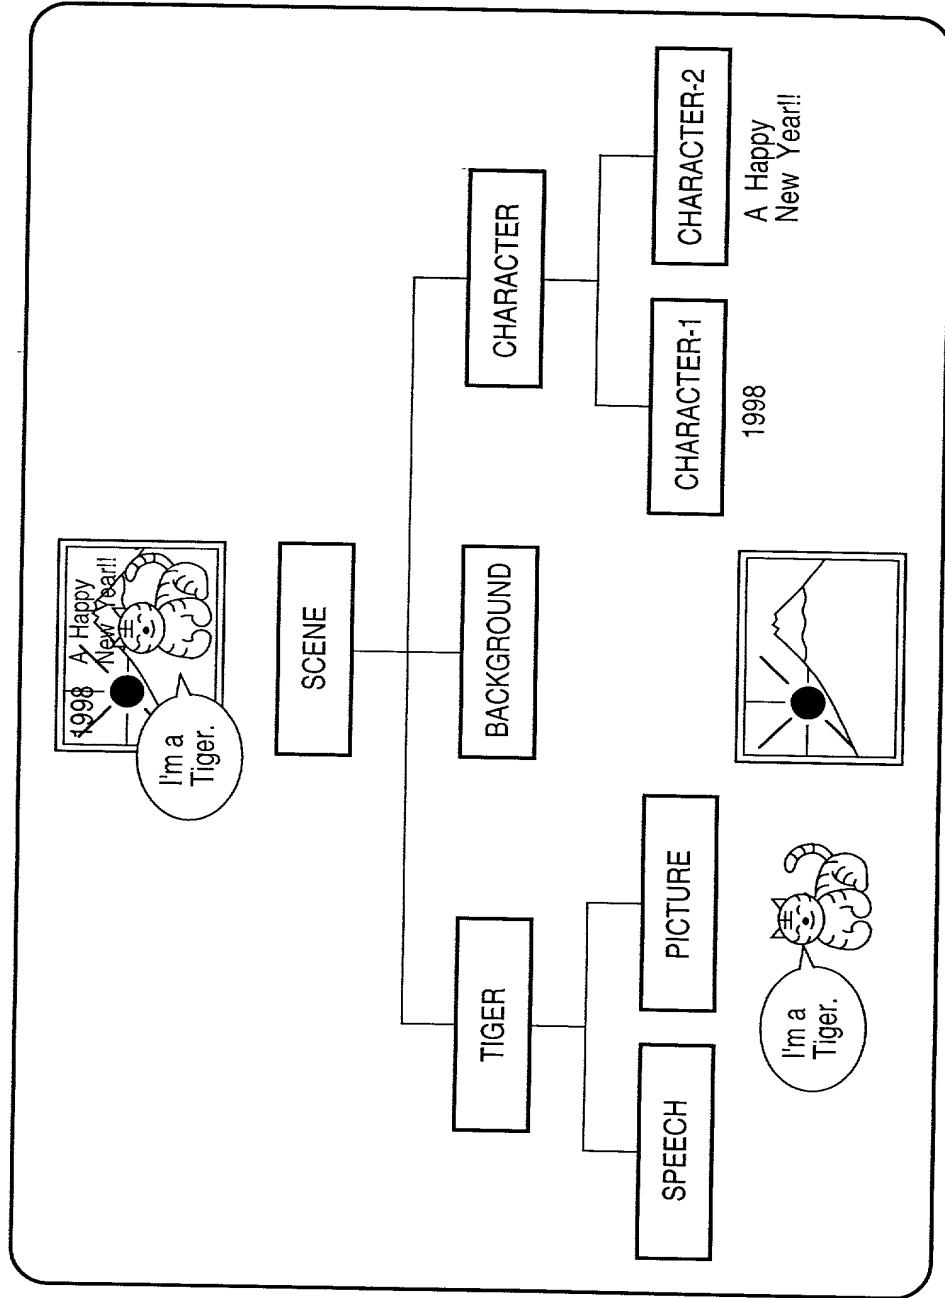 1998
A Happy
New Year!!
I'm a
Tiger.
SCENE
TIGER
BACKGROUND
CHARACTER
SPEECH
PICTURE
CHARACTER-1
CHARACTER-2
I'm a
Tiger.
1998
A Happy
New Year!!